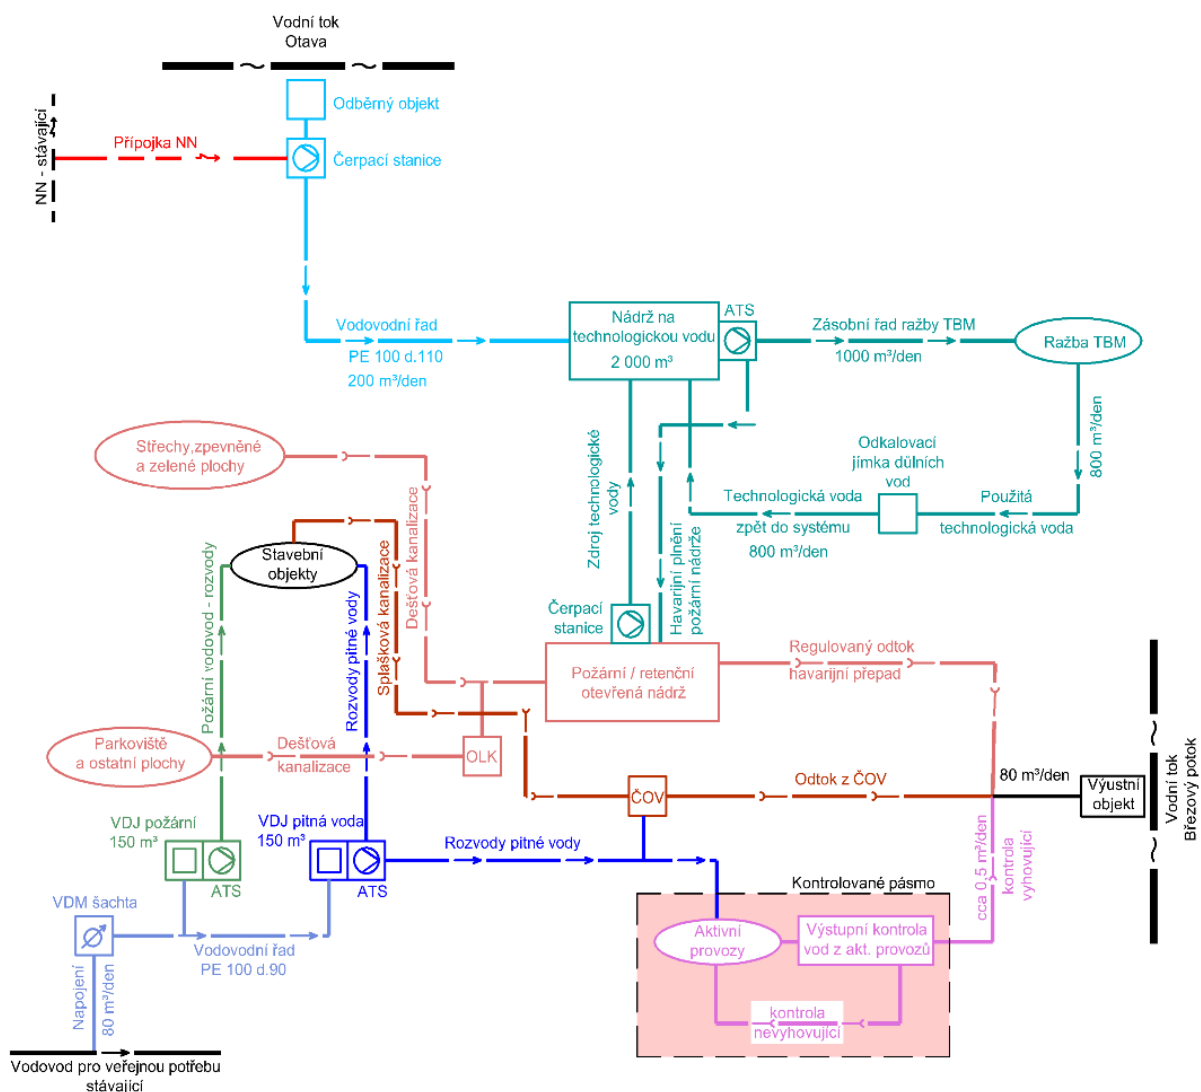 Vodní tok
Otava
Odběrný objekt
NN - stávající
Přípojka NN
Čerpací stanice
Vodovodní řad
PE 100 d.110
200 m³/den
Nádrž na
technologickou vodu
2 000 m³
ATS
Zásobní řad ražby TBM
1000 m³/den
Ražba TBM
800 m³/den
Odkalovací
jímka důlních
vod
Použitá
technologická voda
Technologická voda
zpět do systému
800 m³/den
Zdroj technologické
vody
Havarijní plnění
požární nádrže
Čerpací
stanice
Střechy,zpevněné
a zelené plochy
Dešťová kanalizace
Stavební
objekty
Splašková kanalizace
Požární vodovod - rozvody
Rozvody pitné vody
Požární / retenční
otevřená nádrž
Regulovaný odtok
havarijní přepad
Parkoviště
a ostatní plochy
Dešťová
kanalizace
OLK
ČOV
Odtok z ČOV
80 m³/den
Výustní
objekt
Vodní tok
Březový potok
VDJ požární
150 m³
ATS
VDJ pitná voda
150 m³
ATS
Rozvody pitné vody
cca 0,5 m³/den
kontrola
vyhovující
Kontrolované pásmo
Aktivní
provozy
Výstupní kontrola
vod z akt. provozů
kontrola
nevyhovující
VDM šachta
Vodovodní řad
PE 100 d.90
Napojení
80 m³/den
Vodovod pro veřejnou potřebu
stávající